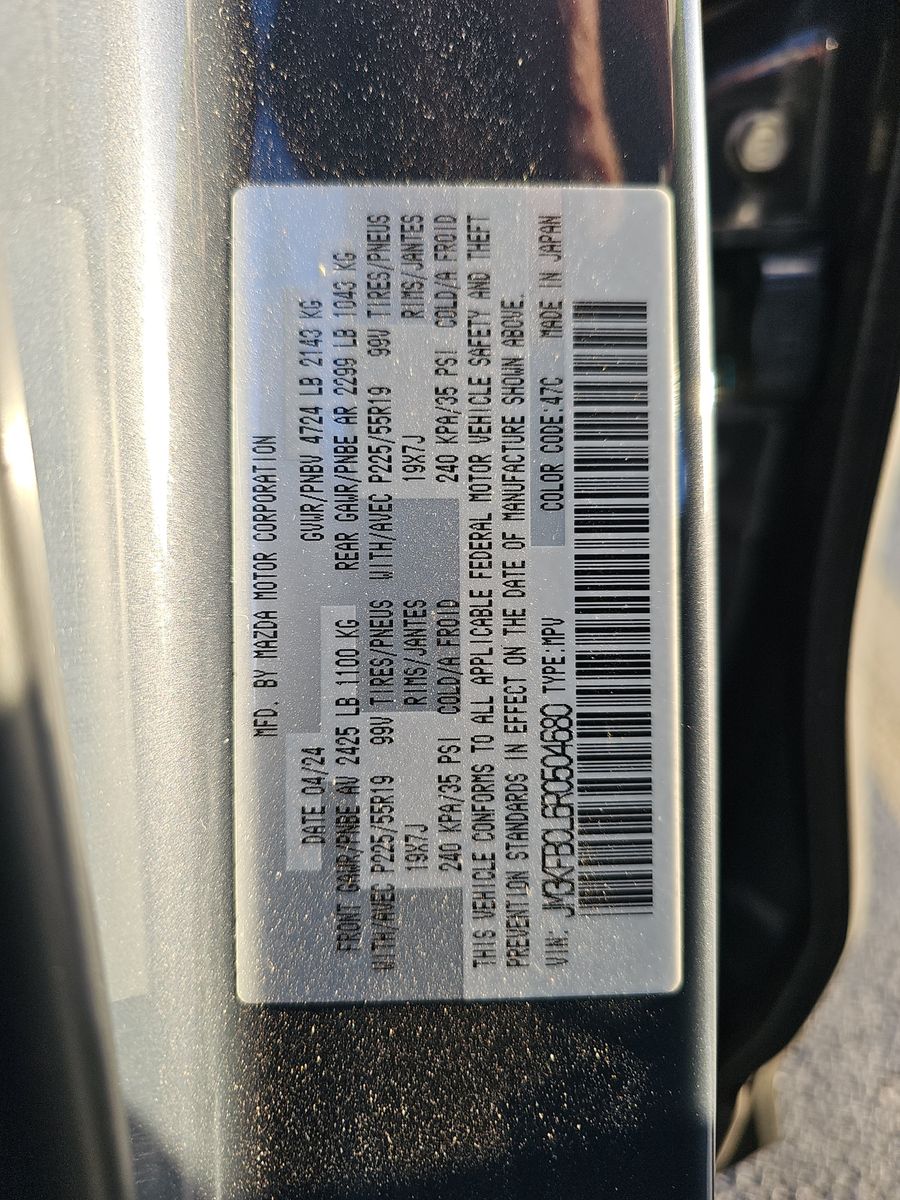 MFD. BY MAZDA MOTOR CORPORATION
DATE 04/24 GVWR/PNBV 4724 LB 2143 KG
FRONT GAWR/PNBE AV 2425 LB 1100 KG REAR GAWR/PNBE AR 2299 LB 1043 KG
WITH/AVEC P225/55R19 99V TIRES/PNEUS WITH/AVEC P225/55R19 99V TIRES/PNEUS
19X7J RIMS/JANTES 19X7J RIMS/JANTES
240 KPA/35 PSI COLD/A FROID 240 KPA/35 PSI COLD/A FROID
THIS VEHICLE CONFORMS TO ALL APPLICABLE FEDERAL MOTOR VEHICLE SAFETY AND THEFT
PREVENTION STANDARDS IN EFFECT ON THE DATE OF MANUFACTURE SHOWN ABOVE.
VIN: JM3KFBCL6R0504680 TYPE:MPV COLOR CODE:47C MADE IN JAPAN